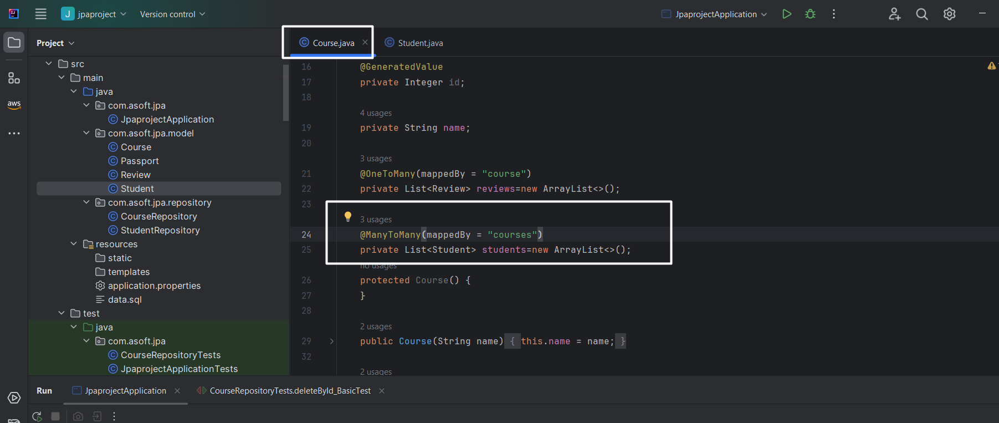 J jpaproject Version control JpaprojectApplication
Project
src
main
java
com.asoft.jpa
JpaprojectApplication
com.asoft.jpa.model
Course
Passport
Review
Student
com.asoft.jpa.repository
CourseRepository
StudentRepository
resources
static
templates
application.properties
data.sql
test
java
com.asoft.jpa
CourseRepositoryTests
JpaprojectApplicationTests
aws
Course.java Student.java
16 @GeneratedValue
17 private Integer id;
18
4 usages
19 private String name;
20
3 usages
21 @OneToMany(mappedBy = "course")
22 private List<Review> reviews=new ArrayList<>();
23
3 usages
24 @ManyToMany(mappedBy = "courses")
25 private List<Student> students=new ArrayList<>();
no usages
26 protected Course() {
27 }
28
2 usages
29 public Course(String name) { this.name = name; }
32
2 usages
Run JpaprojectApplication CourseRepositoryTests.deleteById_BasicTest